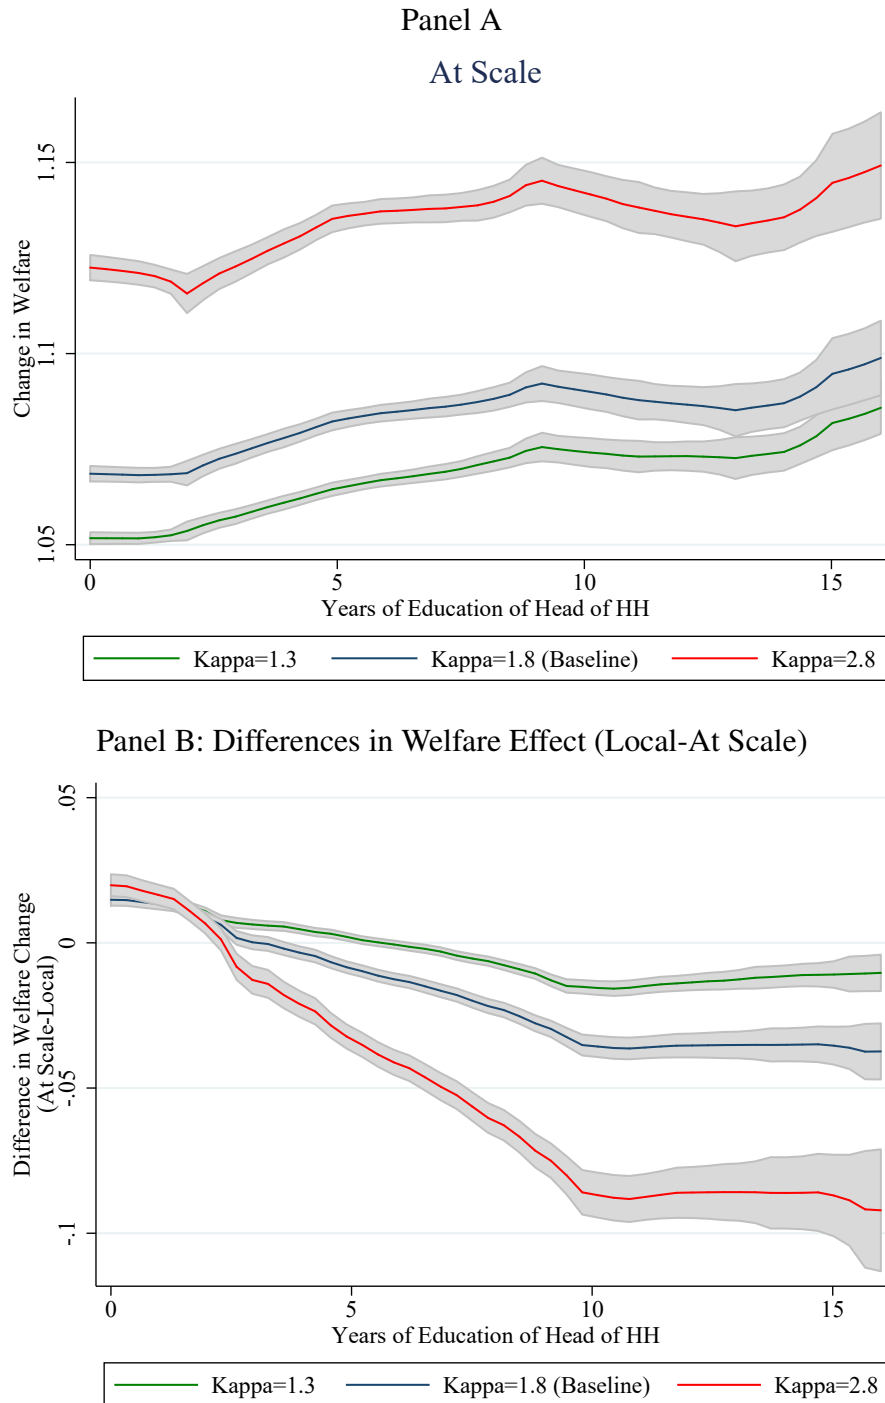 Panel A
At Scale
Change in Welfare
1.15
1.1
1.05
0 5 10 15
Years of Education of Head of HH
Kappa=1.3 Kappa=1.8 (Baseline) Kappa=2.8
Panel B: Differences in Welfare Effect (Local-At Scale)
Difference in Welfare Change
(At Scale-Local)
.05
0
-.05
-.1
0 5 10 15
Years of Education of Head of HH
Kappa=1.3 Kappa=1.8 (Baseline) Kappa=2.8